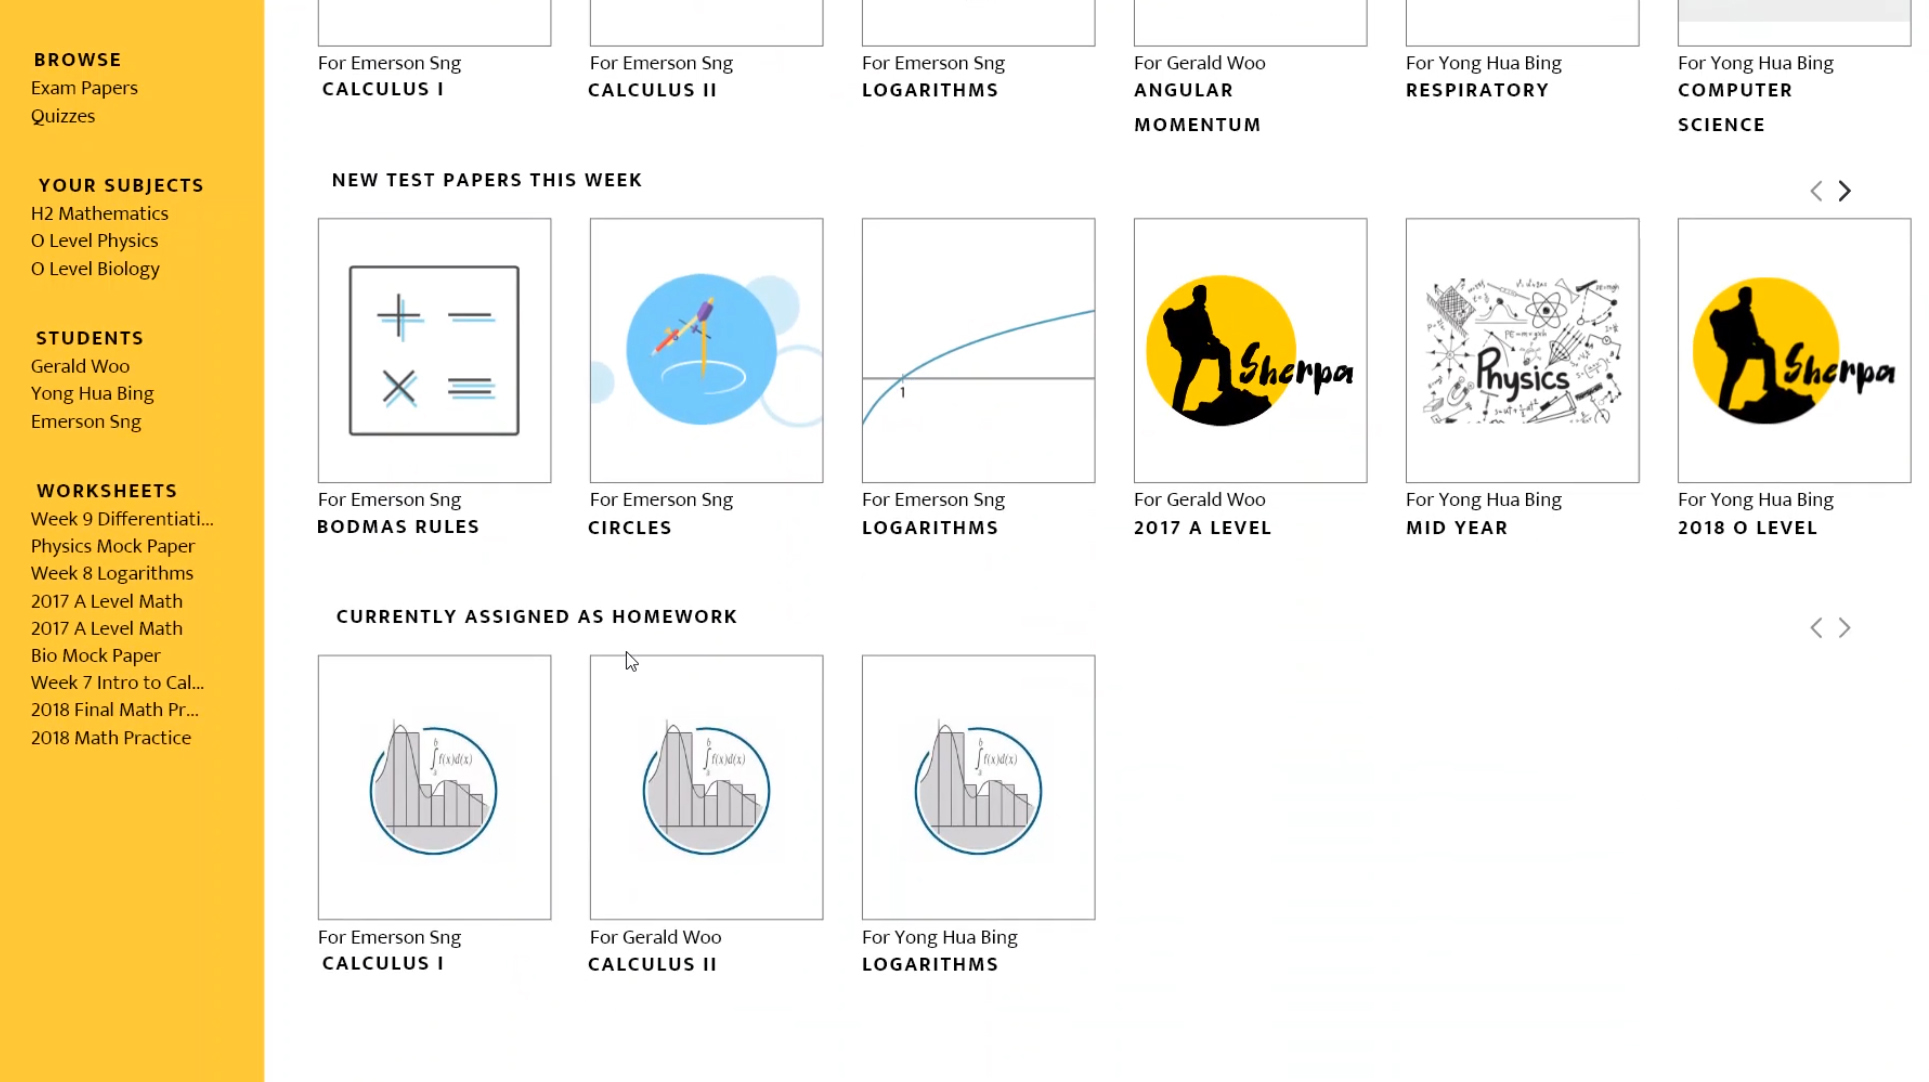 BROWSE
Exam Papers
Quizzes
YOUR SUBJECTS
H2 Mathematics
O Level Physics
O Level Biology
STUDENTS
Gerald Woo
Yong Hua Bing
Emerson Sng
WORKSHEETS
Week 9 Differentiati...
Physics Mock Paper
Week 8 Logarithms
2017 A Level Math
2017 A Level Math
Bio Mock Paper
Week 7 Intro to Cal...
2018 Final Math Pr...
2018 Math Practice
For Emerson Sng
CALCULUS I
For Emerson Sng
CALCULUS II
For Emerson Sng
LOGARITHMS
For Gerald Woo
ANGULAR
MOMENTUM
For Yong Hua Bing
RESPIRATORY
For Yong Hua Bing
COMPUTER
SCIENCE
NEW TEST PAPERS THIS WEEK
1
Sherpa
Physics
Sherpa
For Emerson Sng
BODMAS RULES
For Emerson Sng
CIRCLES
For Emerson Sng
LOGARITHMS
For Gerald Woo
2017 A LEVEL
For Yong Hua Bing
MID YEAR
For Yong Hua Bing
2018 O LEVEL
CURRENTLY ASSIGNED AS HOMEWORK
∫f(x)d(x)
∫f(x)d(x)
∫f(x)d(x)
For Emerson Sng
CALCULUS I
For Gerald Woo
CALCULUS II
For Yong Hua Bing
LOGARITHMS